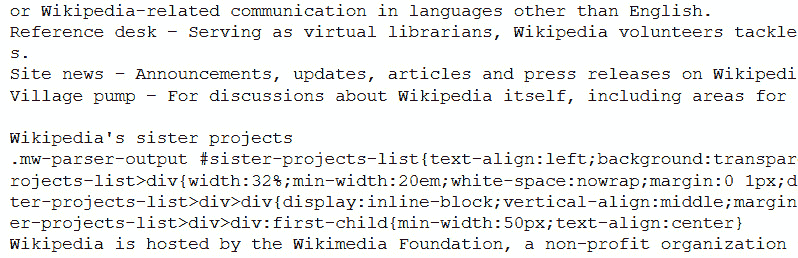 or Wikipedia-related communication in languages other than English.
Reference desk – Serving as virtual librarians, Wikipedia volunteers tackle
s.
Site news – Announcements, updates, articles and press releases on Wikipedi
Village pump – For discussions about Wikipedia itself, including areas for
Wikipedia's sister projects
.mw-parser-output #sister-projects-list{text-align:left;background:transpar
rojects-list>div{width:32%;min-width:20em;white-space:nowrap;margin:0 1px;d
ter-projects-list>div>div{display:inline-block;vertical-align:middle;margin
er-projects-list>div>div:first-child{min-width:50px;text-align:center}
Wikipedia is hosted by the Wikimedia Foundation, a non-profit organization